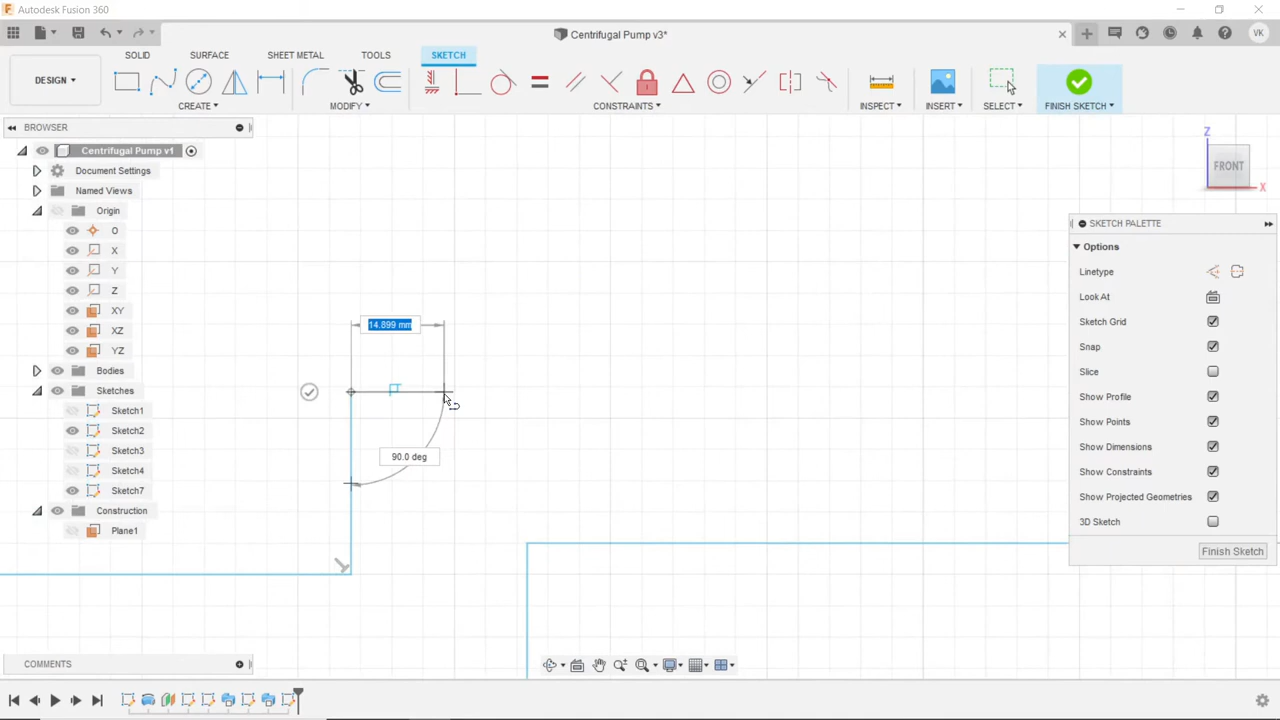 Autodesk Fusion 360
Centrifugal Pump v3*
VK
DESIGN
SOLID SURFACE SHEET METAL TOOLS SKETCH
CREATE MODIFY CONSTRAINTS INSPECT INSERT SELECT FINISH SKETCH
BROWSER
Centrifugal Pump v1
Document Settings
Named Views
Origin
O
X
Y
Z
XY
XZ
YZ
Bodies
Sketches
Sketch1
Sketch2
Sketch3
Sketch4
Sketch7
Construction
Plane1
14.899 mm
90.0 deg
Z
FRONT
X
SKETCH PALETTE
Options
Linetype
Look At
Sketch Grid
Snap
Slice
Show Profile
Show Points
Show Dimensions
Show Constraints
Show Projected Geometries
3D Sketch
Finish Sketch
COMMENTS